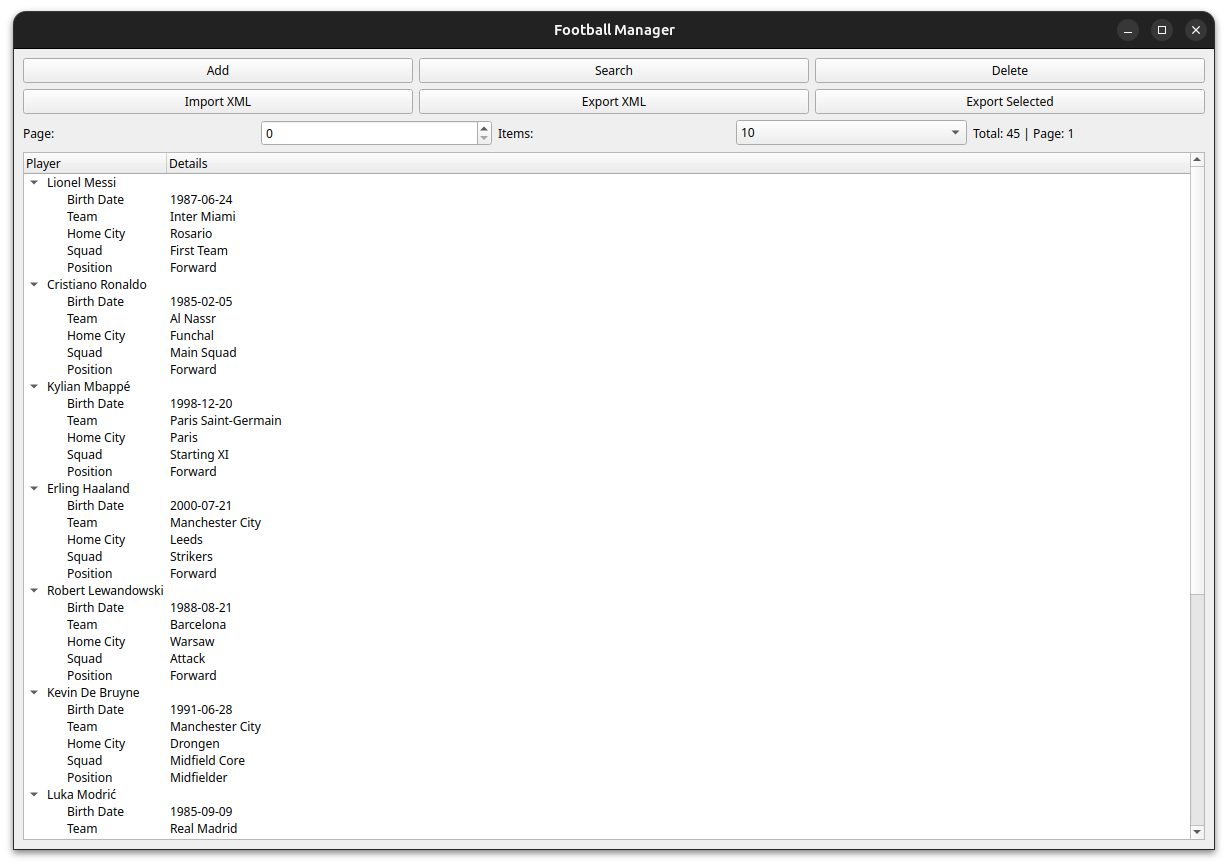 Football Manager
Add Search Delete
Import XML Export XML Export Selected
Page: 0 Items: 10 Total: 45 | Page: 1
Player Details
Lionel Messi
Birth Date 1987-06-24
Team Inter Miami
Home City Rosario
Squad First Team
Position Forward
Cristiano Ronaldo
Birth Date 1985-02-05
Team Al Nassr
Home City Funchal
Squad Main Squad
Position Forward
Kylian Mbappé
Birth Date 1998-12-20
Team Paris Saint-Germain
Home City Paris
Squad Starting XI
Position Forward
Erling Haaland
Birth Date 2000-07-21
Team Manchester City
Home City Leeds
Squad Strikers
Position Forward
Robert Lewandowski
Birth Date 1988-08-21
Team Barcelona
Home City Warsaw
Squad Attack
Position Forward
Kevin De Bruyne
Birth Date 1991-06-28
Team Manchester City
Home City Drongen
Squad Midfield Core
Position Midfielder
Luka Modrić
Birth Date 1985-09-09
Team Real Madrid